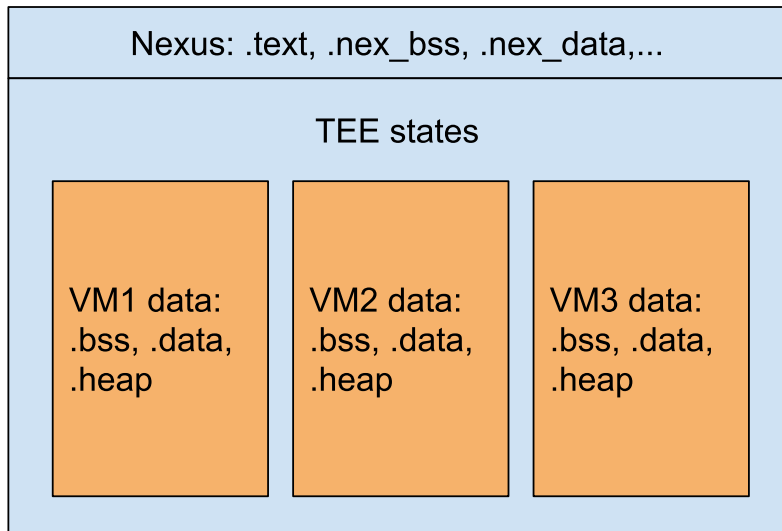 Nexus: .text, .nex_bss, .nex_data,...
TEE states
VM1 data:
.bss, .data,
.heap
VM2 data:
.bss, .data,
.heap
VM3 data:
.bss, .data,
.heap